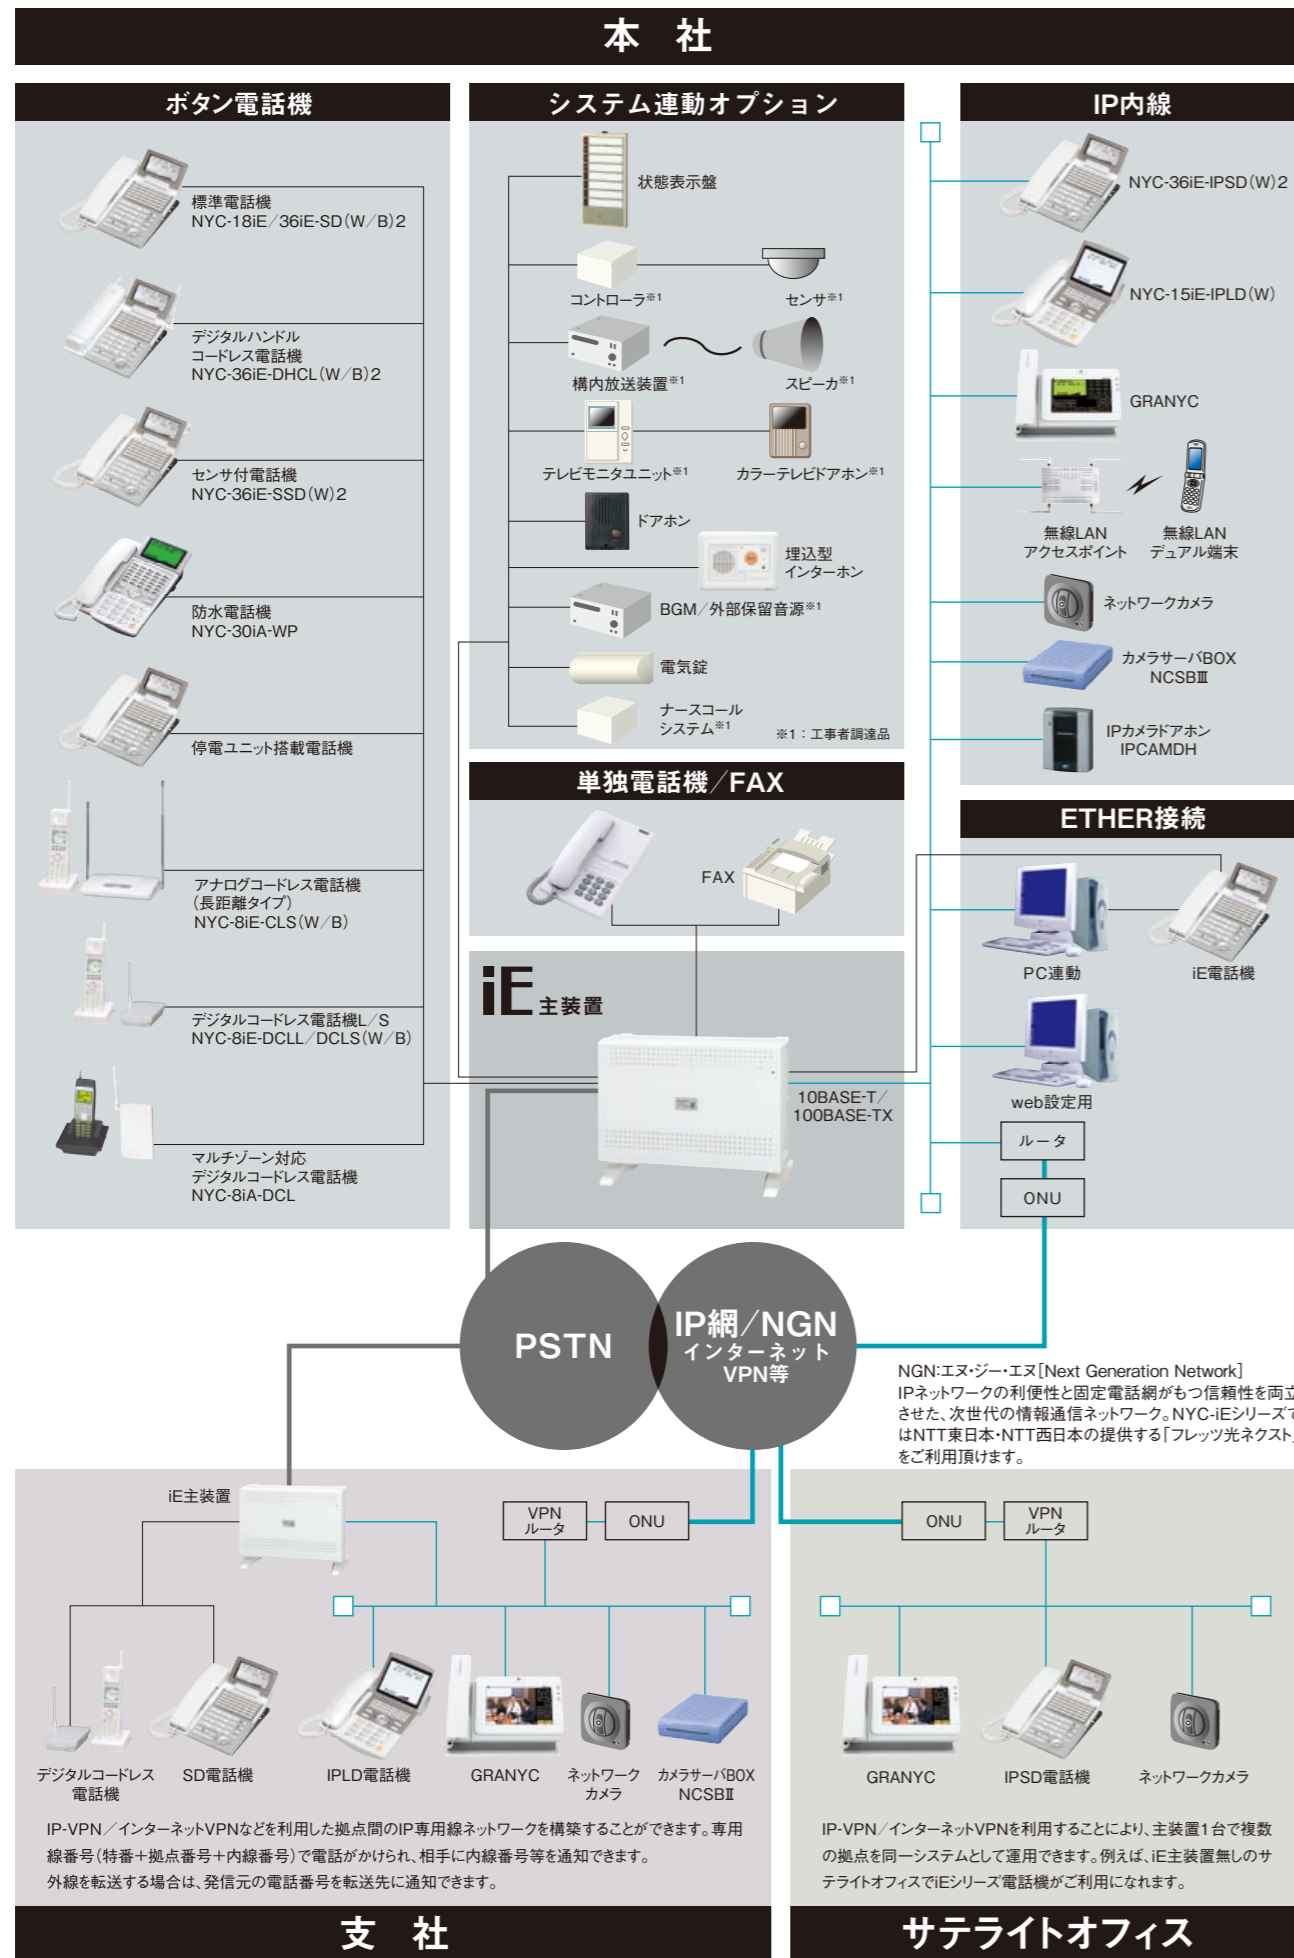 本 社
ボタン電話機
標準電話機
NYC-18iE/36iE-SD(W/B)2
デジタルハンドル
コードレス電話機
NYC-36iE-DHCL(W/B)2
センサ付電話機
NYC-36iE-SSD(W)2
防水電話機
NYC-30iA-WP
停電ユニット搭載電話機
アナログコードレス電話機
(長距離タイプ)
NYC-8iE-CLS(W/B)
デジタルコードレス電話機L/S
NYC-8iE-DCLL/DCLS(W/B)
マルチゾーン対応
デジタルコードレス電話機
NYC-8iA-DCL
システム連動オプション
状態表示盤
コントローラ※1
センサ※1
構内放送装置※1
スピーカ※1
テレビモニタユニット※1
カラーテレビドアホン※1
ドアホン
埋込型
インターホン
BGM/外部保留音源※1
電気錠
ナースコール
システム※1
※1:工事者調達品
単独電話機/FAX
FAX
iE 主装置
10BASE-T/
100BASE-TX
IP内線
NYC-36iE-IPSD(W)2
NYC-15iE-IPLD(W)
GRANYC
無線LAN
アクセスポイント
無線LAN
デュアル端末
ネットワークカメラ
カメラサーバBOX
NCSBⅢ
IPカメラドアホン
IPCAMDH
ETHER接続
PC連動
iE電話機
web設定用
ルータ
ONU
PSTN
IP網/NGN
インターネット
VPN等
NGN:エヌ・ジー・エヌ[Next Generation Network]
IPネットワークの利便性と固定電話網がもつ信頼性を両立
させた、次世代の情報通信ネットワーク。NYC-iEシリーズで
はNTT東日本・NTT西日本の提供する「フレッツ光ネクスト」
をご利用頂けます。
iE主装置
VPN
ルータ
ONU
デジタルコードレス
電話機
SD電話機
IPLD電話機
GRANYC
ネットワーク
カメラ
カメラサーバBOX
NCSBⅡ
IP-VPN/インターネットVPNなどを利用した拠点間のIP専用線ネットワークを構築することができます。専用
線番号(特番+拠点番号+内線番号)で電話がかけられ、相手に内線番号等を通知できます。
外線を転送する場合は、発信元の電話番号を転送先に通知できます。
支 社
ONU
VPN
ルータ
GRANYC
IPSD電話機
ネットワークカメラ
IP-VPN/インターネットVPNを利用することにより、主装置1台で複数
の拠点を同一システムとして運用できます。例えば、iE主装置無しのサ
テライトオフィスでiEシリーズ電話機がご利用になれます。
サテライトオフィス